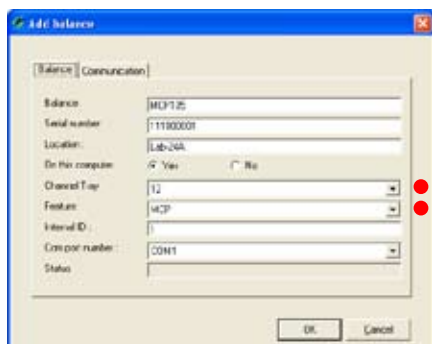 Add balance
Balance Communication
Balance MCP135
Serial number 111900001
Location: Lab-24A
On this computer Yes No
Channel Tray 12
Feature: MCP
Internal ID : 1
Com port number : COM1
Status
OK Cancel